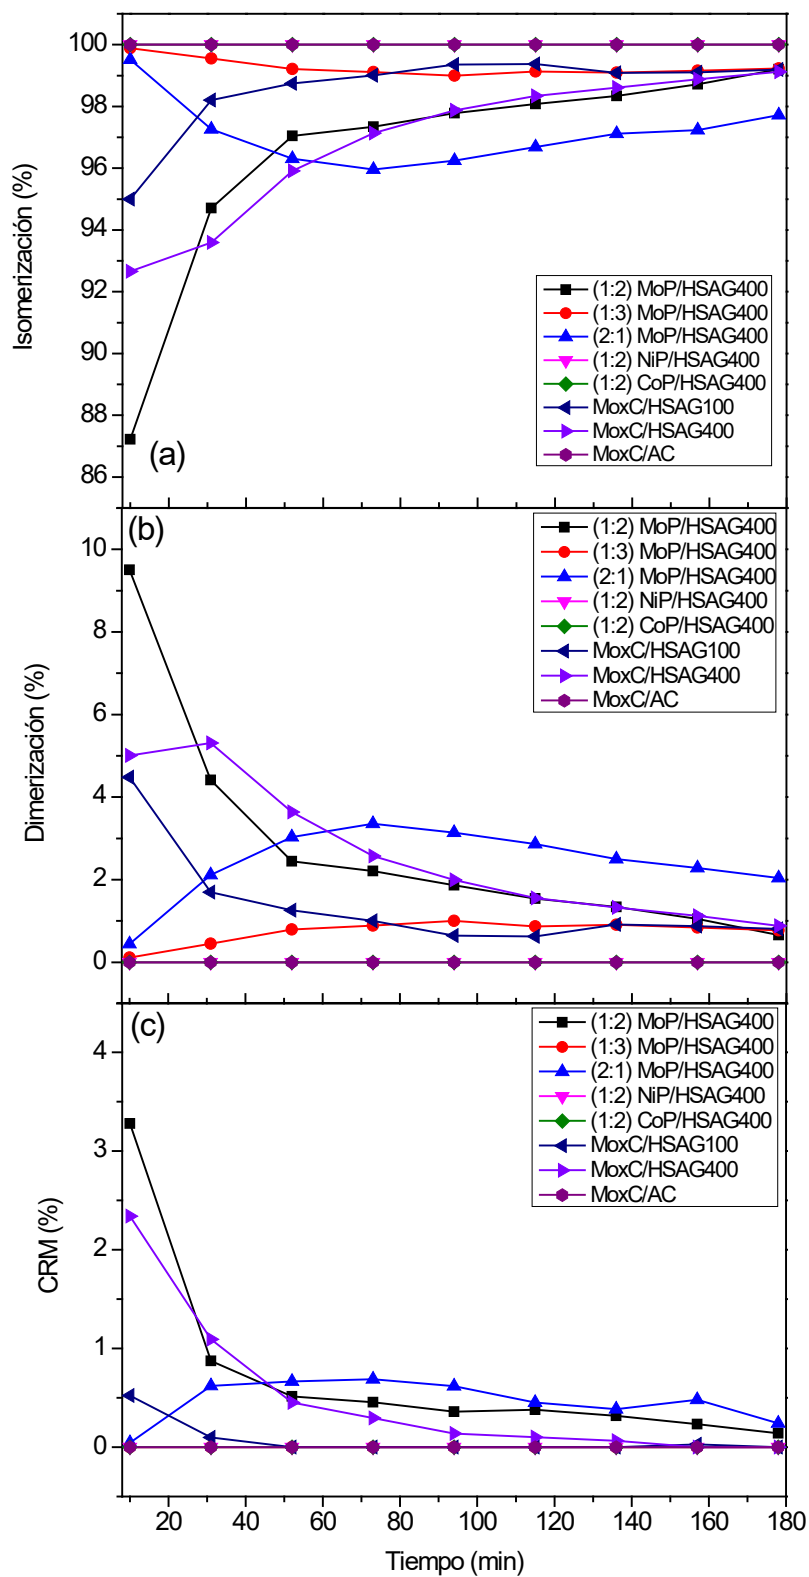 100
98
96
94
92
90
88
86
Isomerización (%)
(a)
(1:2) MoP/HSAG400
(1:3) MoP/HSAG400
(2:1) MoP/HSAG400
(1:2) NiP/HSAG400
(1:2) CoP/HSAG400
MoxC/HSAG100
MoxC/HSAG400
MoxC/AC
(b)
10
8
6
4
2
0
Dimerización (%)
(1:2) MoP/HSAG400
(1:3) MoP/HSAG400
(2:1) MoP/HSAG400
(1:2) NiP/HSAG400
(1:2) CoP/HSAG400
MoxC/HSAG100
MoxC/HSAG400
MoxC/AC
(c)
4
3
2
1
0
CRM (%)
(1:2) MoP/HSAG400
(1:3) MoP/HSAG400
(2:1) MoP/HSAG400
(1:2) NiP/HSAG400
(1:2) CoP/HSAG400
MoxC/HSAG100
MoxC/HSAG400
MoxC/AC
20 40 60 80 100 120 140 160 180
Tiempo (min)